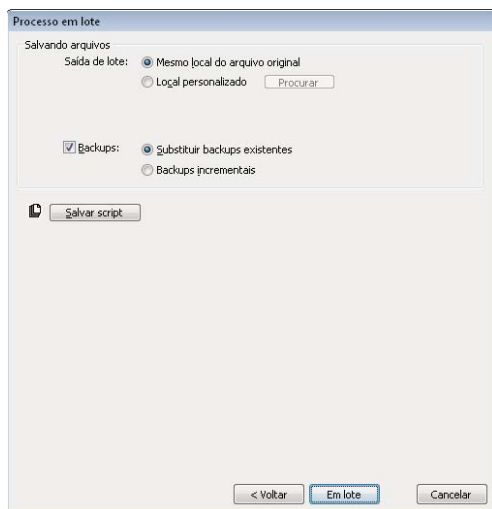 Processo em lote
Salvando arquivos
Saída de lote: Mesmo local do arquivo original
Local personalizado Procurar
Backups: Substituir backups existentes
Backups incrementais
Salvar script
< Voltar Em lote Cancelar